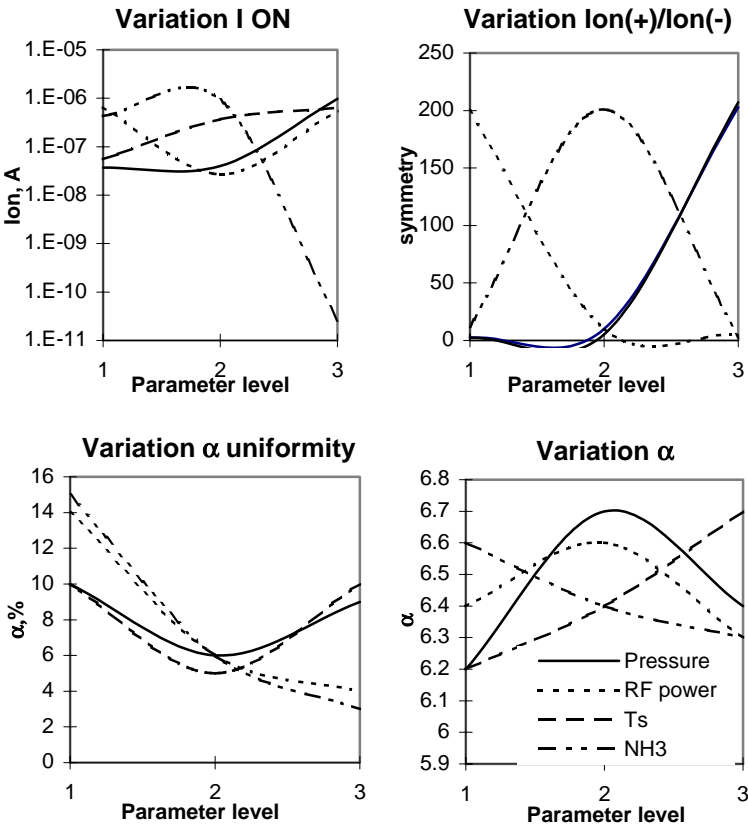 Variation I ON
Ion, A
1.E-05
1.E-06
1.E-07
1.E-08
1.E-09
1.E-10
1.E-11
1 2 3
Parameter level
Variation Ion(+)/Ion(-)
symmetry
250
200
150
100
50
0
1 2 3
Parameter level
Variation α uniformity
α,%
16
14
12
10
8
6
4
2
0
1 2 3
Parameter level
Variation α
α
6.8
6.7
6.6
6.5
6.4
6.3
6.2
6.1
6
5.9
Pressure
RF power
Ts
NH3
1 2 3
Parameter level